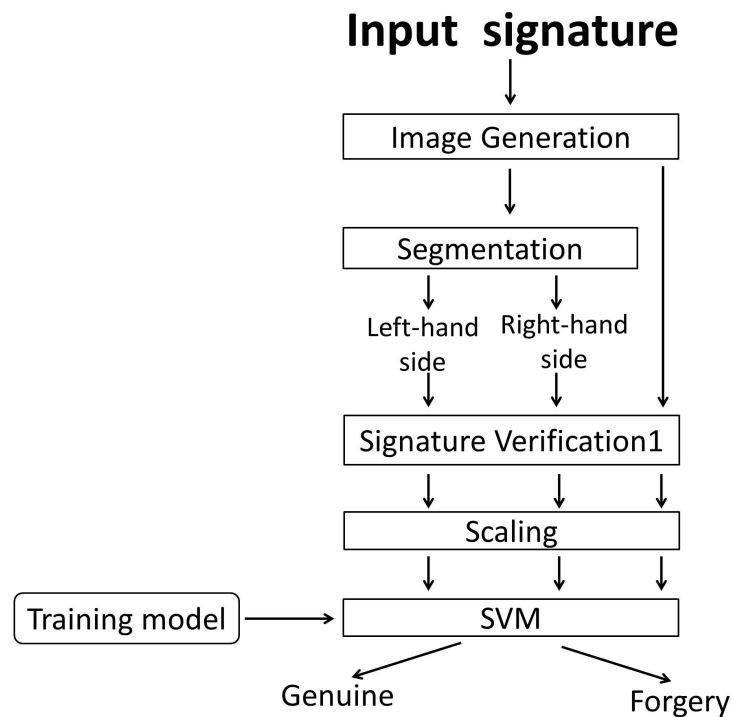 Input signature
Image Generation
Segmentation
Left-hand
side
Right-hand
side
Signature Verification1
Scaling
Training model
SVM
Genuine
Forgery